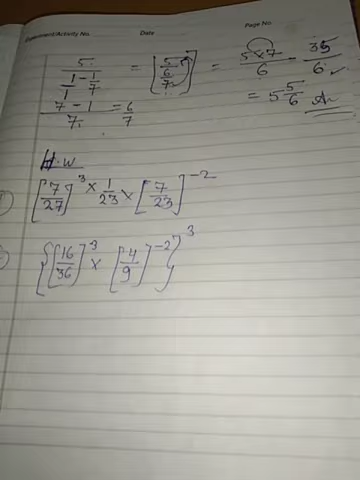 Experiment/Activity No. Date Page No.
5 / (1/1 - 1/7) = [5 / (6/7)] = (5 × 7)/6 = 35/6
(7 - 1)/7 = 6/7
= 5 5/6 A
H.W
[7/27]^3 × 1/23 × [7/23]^-2
{[16/36]^3 × [4/9]^-2}^3